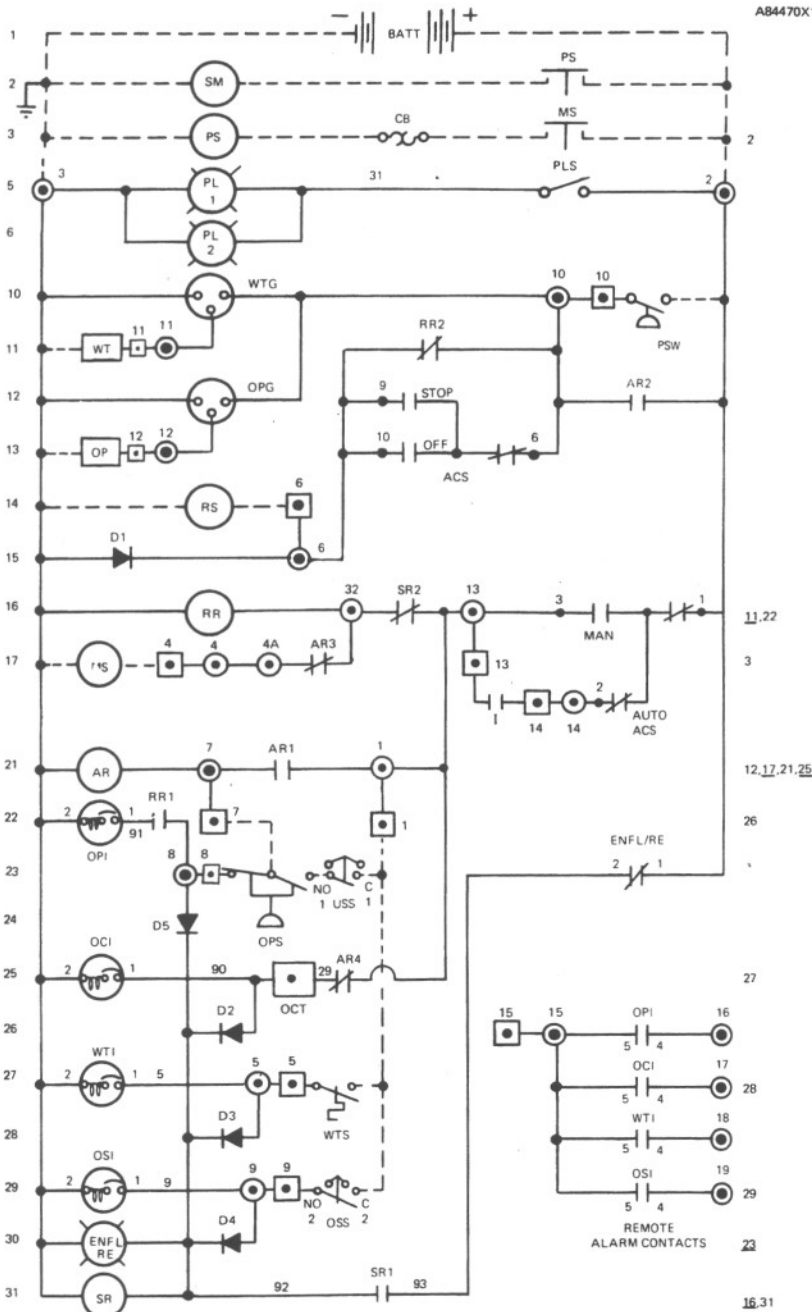 A84470X
1 − BATT +
2 SM PS
3 PS CB MS 2
5 3 PL 1 31 PLS 2
6 PL 2
10 WTG 10 10 PSW
11 WT 11 11 RR2
AR2
12 OPG 9 STOP
13 OP 12 12 10 OFF ACS 6
14 RS 6
15 D1 6
16 RR 32 SR2 13 3 MAN 1 11,22
17 4 4 4A AR3 13 3
I 14 14 2 AUTO
ACS
21 AR 7 AR1 1 12,17,21,25
22 2 1 RR1 7 1 26
91
OPI
ENFL/RE
2 1
23 8 8 NO C
1 USS 1
24 D5 OPS
OCI
25 2 1 90 29 AR4 27
OCT
26 D2
15 15 OPI 16
5 4
WTI
27 2 1 5 5 5
OCI 17
5 4 28
28 D3 WTS
WTI 18
5 4
OSI
29 2 1 9 9 9 NO C
2 OSS 2
OSI 19
5 4 29
30 ENFL
RE D4
REMOTE
ALARM CONTACTS
23
31 SR 92 SR1 93 16,31